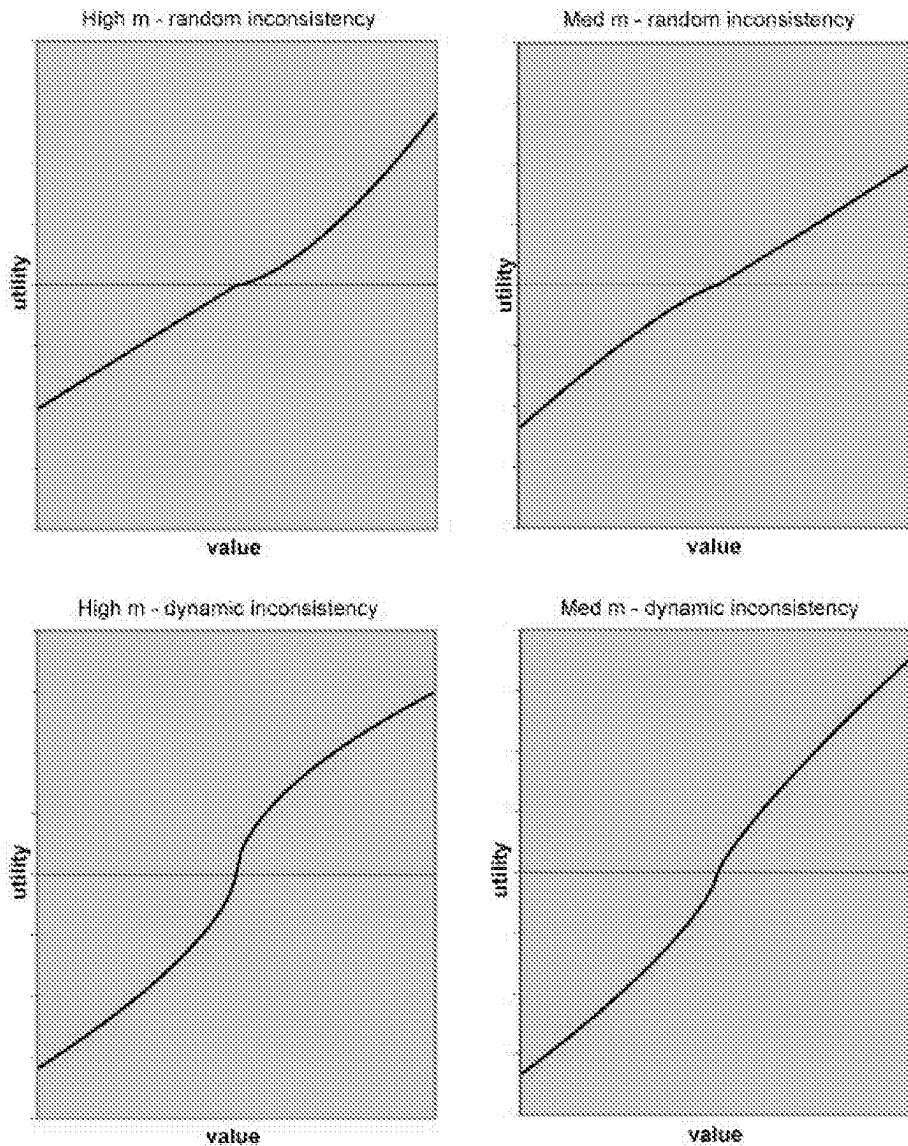 High m - random inconsistency
Med m - random inconsistency
utility
utility
value
value
High m - dynamic inconsistency
Med m - dynamic inconsistency
utility
utility
value
value